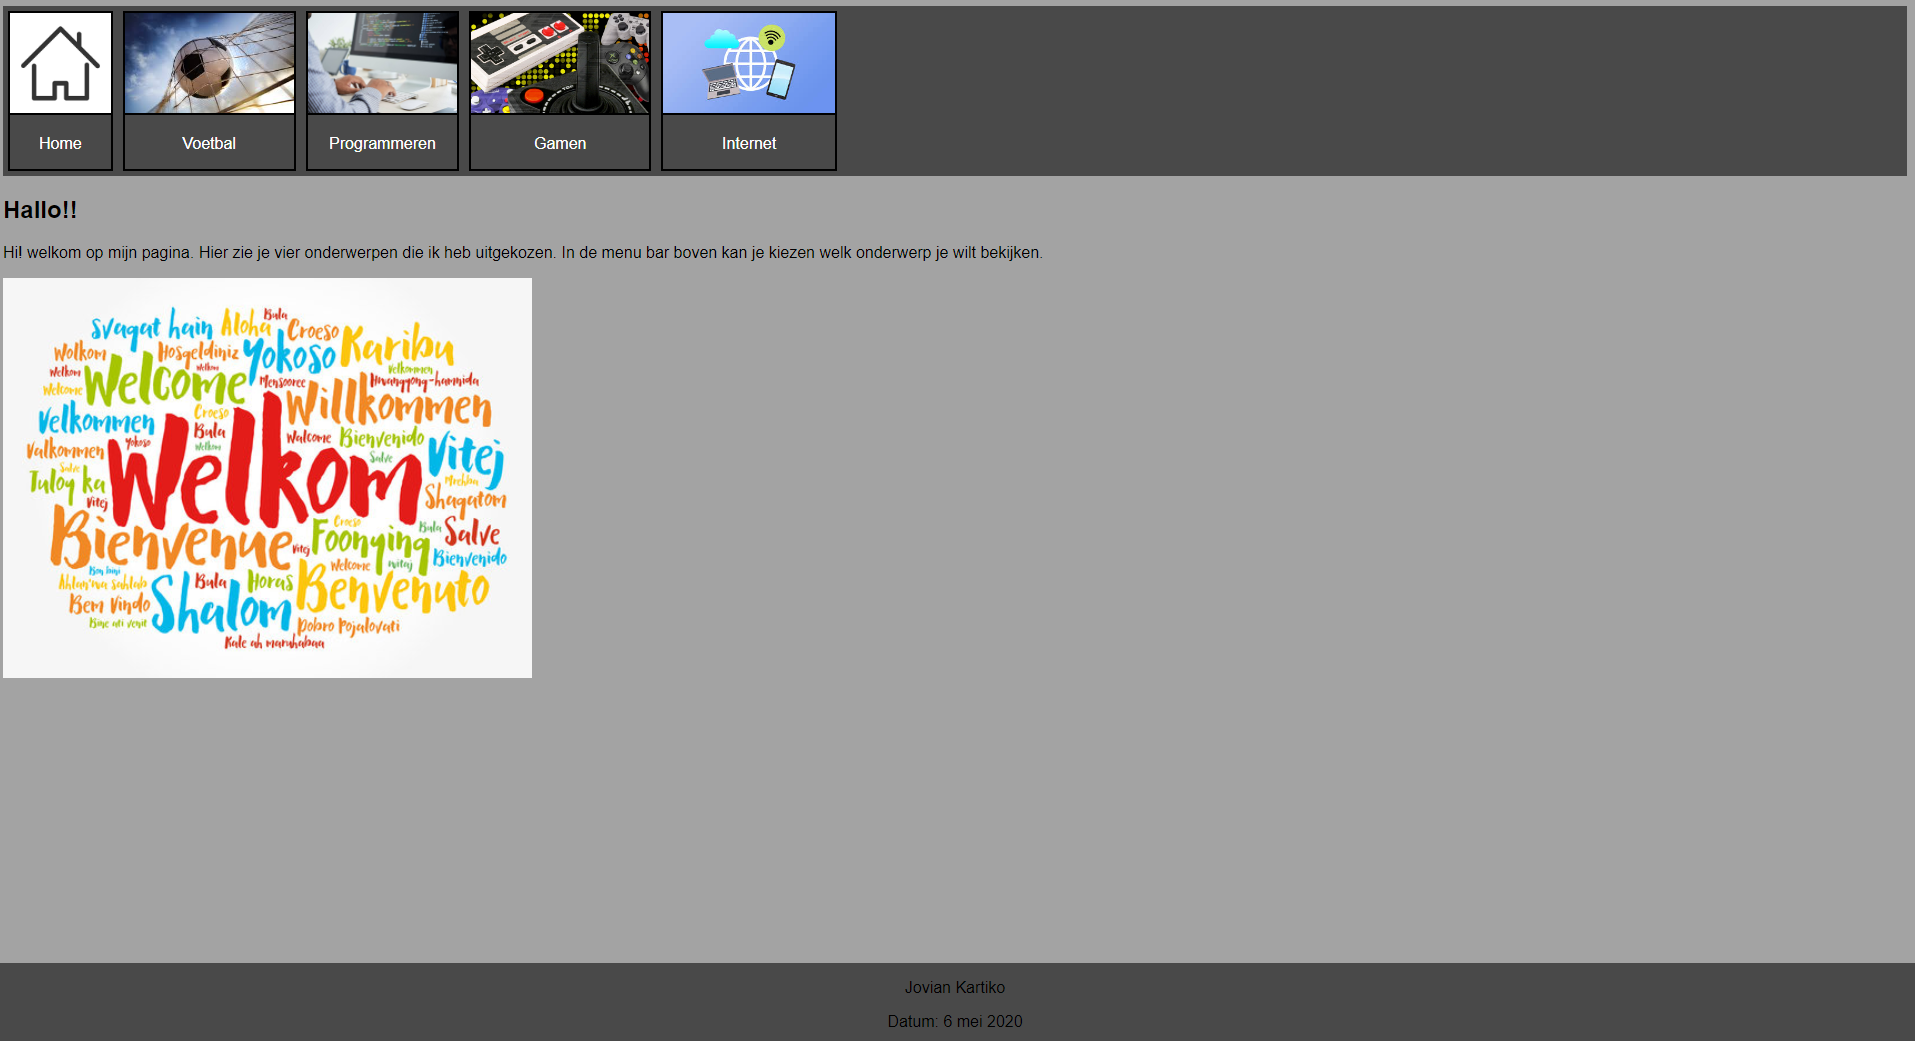 Home
Voetbal
Programmeren
Gamen
Internet
Hallo!!
Hi! welkom op mijn pagina. Hier zie je vier onderwerpen die ik heb uitgekozen. In de menu bar boven kan je kiezen welk onderwerp je wilt bekijken.
Svagat hain Aloha Bula Croeso Karibu
Wolkom Hosgeldiniz Yokoso
Welkom Welkom Velkommen
Welcome Welcome Mensooree Hwangyong-hamnida
Willkommen
Velkommen Croeso
Bula Walcome Bienvenido Vitej
Valkommen Yokoso Welkom Salve
Salve
Tuloy ka Welkom Mrehba
Vitej Shagatom
Bienvenue Croeso Foonying Bula Salve
Vitej Bienvenido
Bon bini Welcome witaj
Ahlan wa sahlab Bula Horas Benvenuto
Bem Vindo Shalom
Bine ati venit Dobro Pojalovati
Kale ah maruhabaa
Jovian Kartiko
Datum: 6 mei 2020